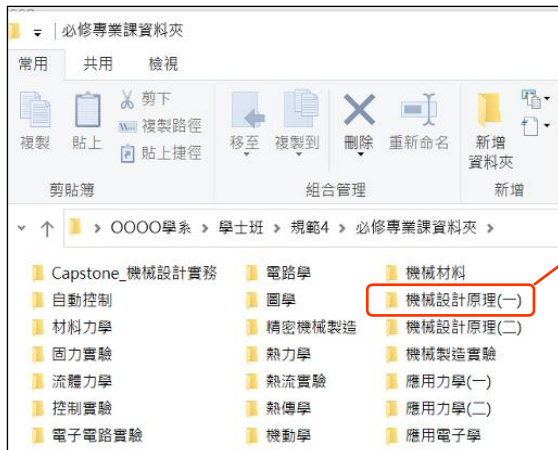 必修專業課資料夾
常用 共用 檢視
複製
貼上
剪下
複製路徑
貼上捷徑
剪貼簿
移至
複製到
刪除
重新命名
組合管理
新增
資料夾
新增
OOOO學系 › 學士班 › 規範4 › 必修專業課資料夾 ›
Capstone_機械設計實務
自動控制
材料力學
固力實驗
流體力學
控制實驗
電子電路實驗
電路學
圖學
精密機械製造
熱力學
熱流實驗
熱傳學
機動學
機械材料
機械設計原理(一)
機械設計原理(二)
機械製造實驗
應用力學(一)
應用力學(二)
應用電子學